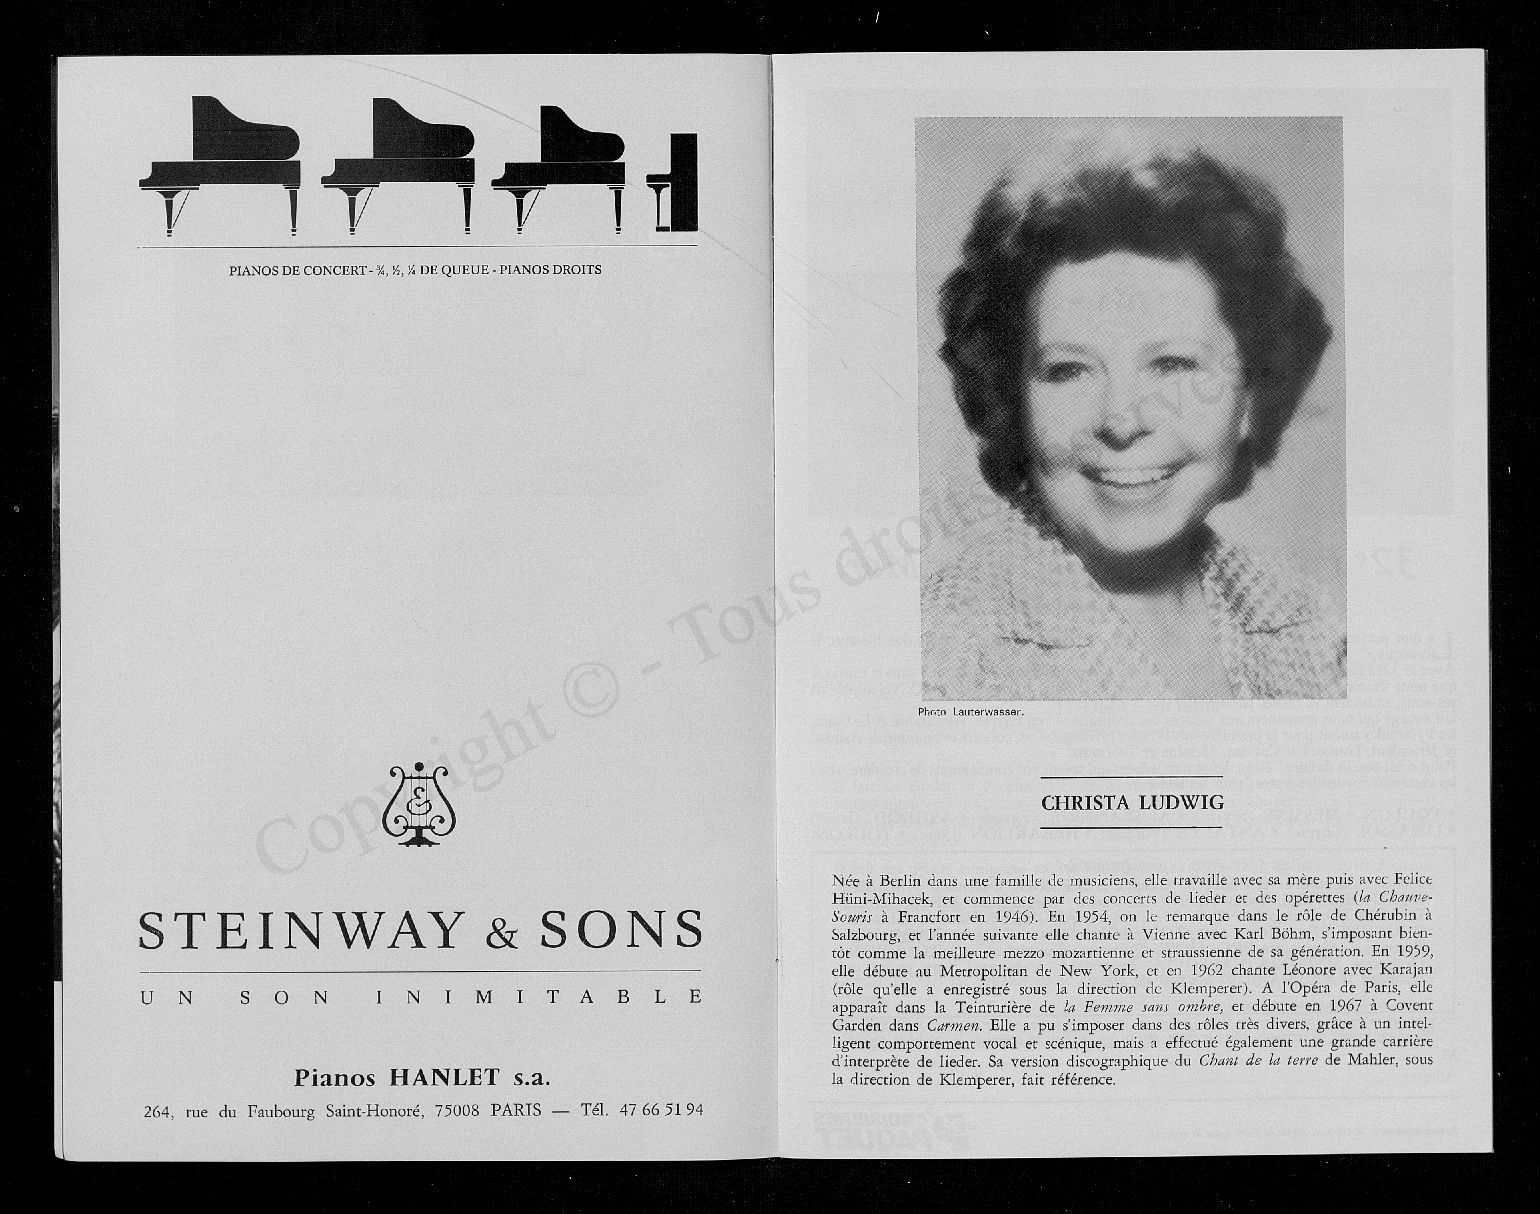 PIANOS DE CONCERT - ¾, ½, ¼ DE QUEUE - PIANOS DROITS
STEINWAY & SONS
UN SON INIMITABLE
Pianos HANLET s.a.
264, rue du Faubourg Saint-Honoré, 75008 PARIS — Tél. 47 66 51 94
Copyright © - Tous droits
Photo Lauterwasser.
CHRISTA LUDWIG
Née à Berlin dans une famille de musiciens, elle travaille avec sa mère puis avec Felice
Hüni-Mihacek, et commence par des concerts de lieder et des opérettes (la Chauve-
Souris à Francfort en 1946). En 1954, on le remarque dans le rôle de Chérubin à
Salzbourg, et l'année suivante elle chante à Vienne avec Karl Böhm, s'imposant bien-
tôt comme la meilleure mezzo mozartienne et straussienne de sa génération. En 1959,
elle débute au Metropolitan de New York, et en 1962 chante Léonore avec Karajan
(rôle qu'elle a enregistré sous la direction de Klemperer). A l'Opéra de Paris, elle
apparaît dans la Teinturière de la Femme sans ombre, et débute en 1967 à Covent
Garden dans Carmen. Elle a pu s'imposer dans des rôles très divers, grâce à un intel-
ligent comportement vocal et scénique, mais a effectué également une grande carrière
d'interprète de lieder. Sa version discographique du Chant de la terre de Mahler, sous
la direction de Klemperer, fait référence.